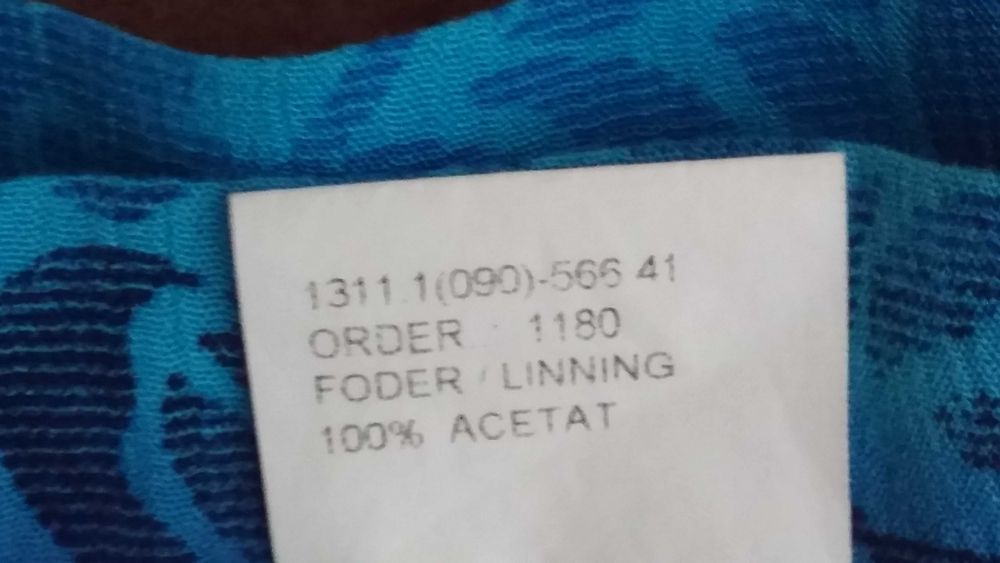 1311 1(090)-566 41
ORDER : 1180
FODER / LINNING
100% ACETAT